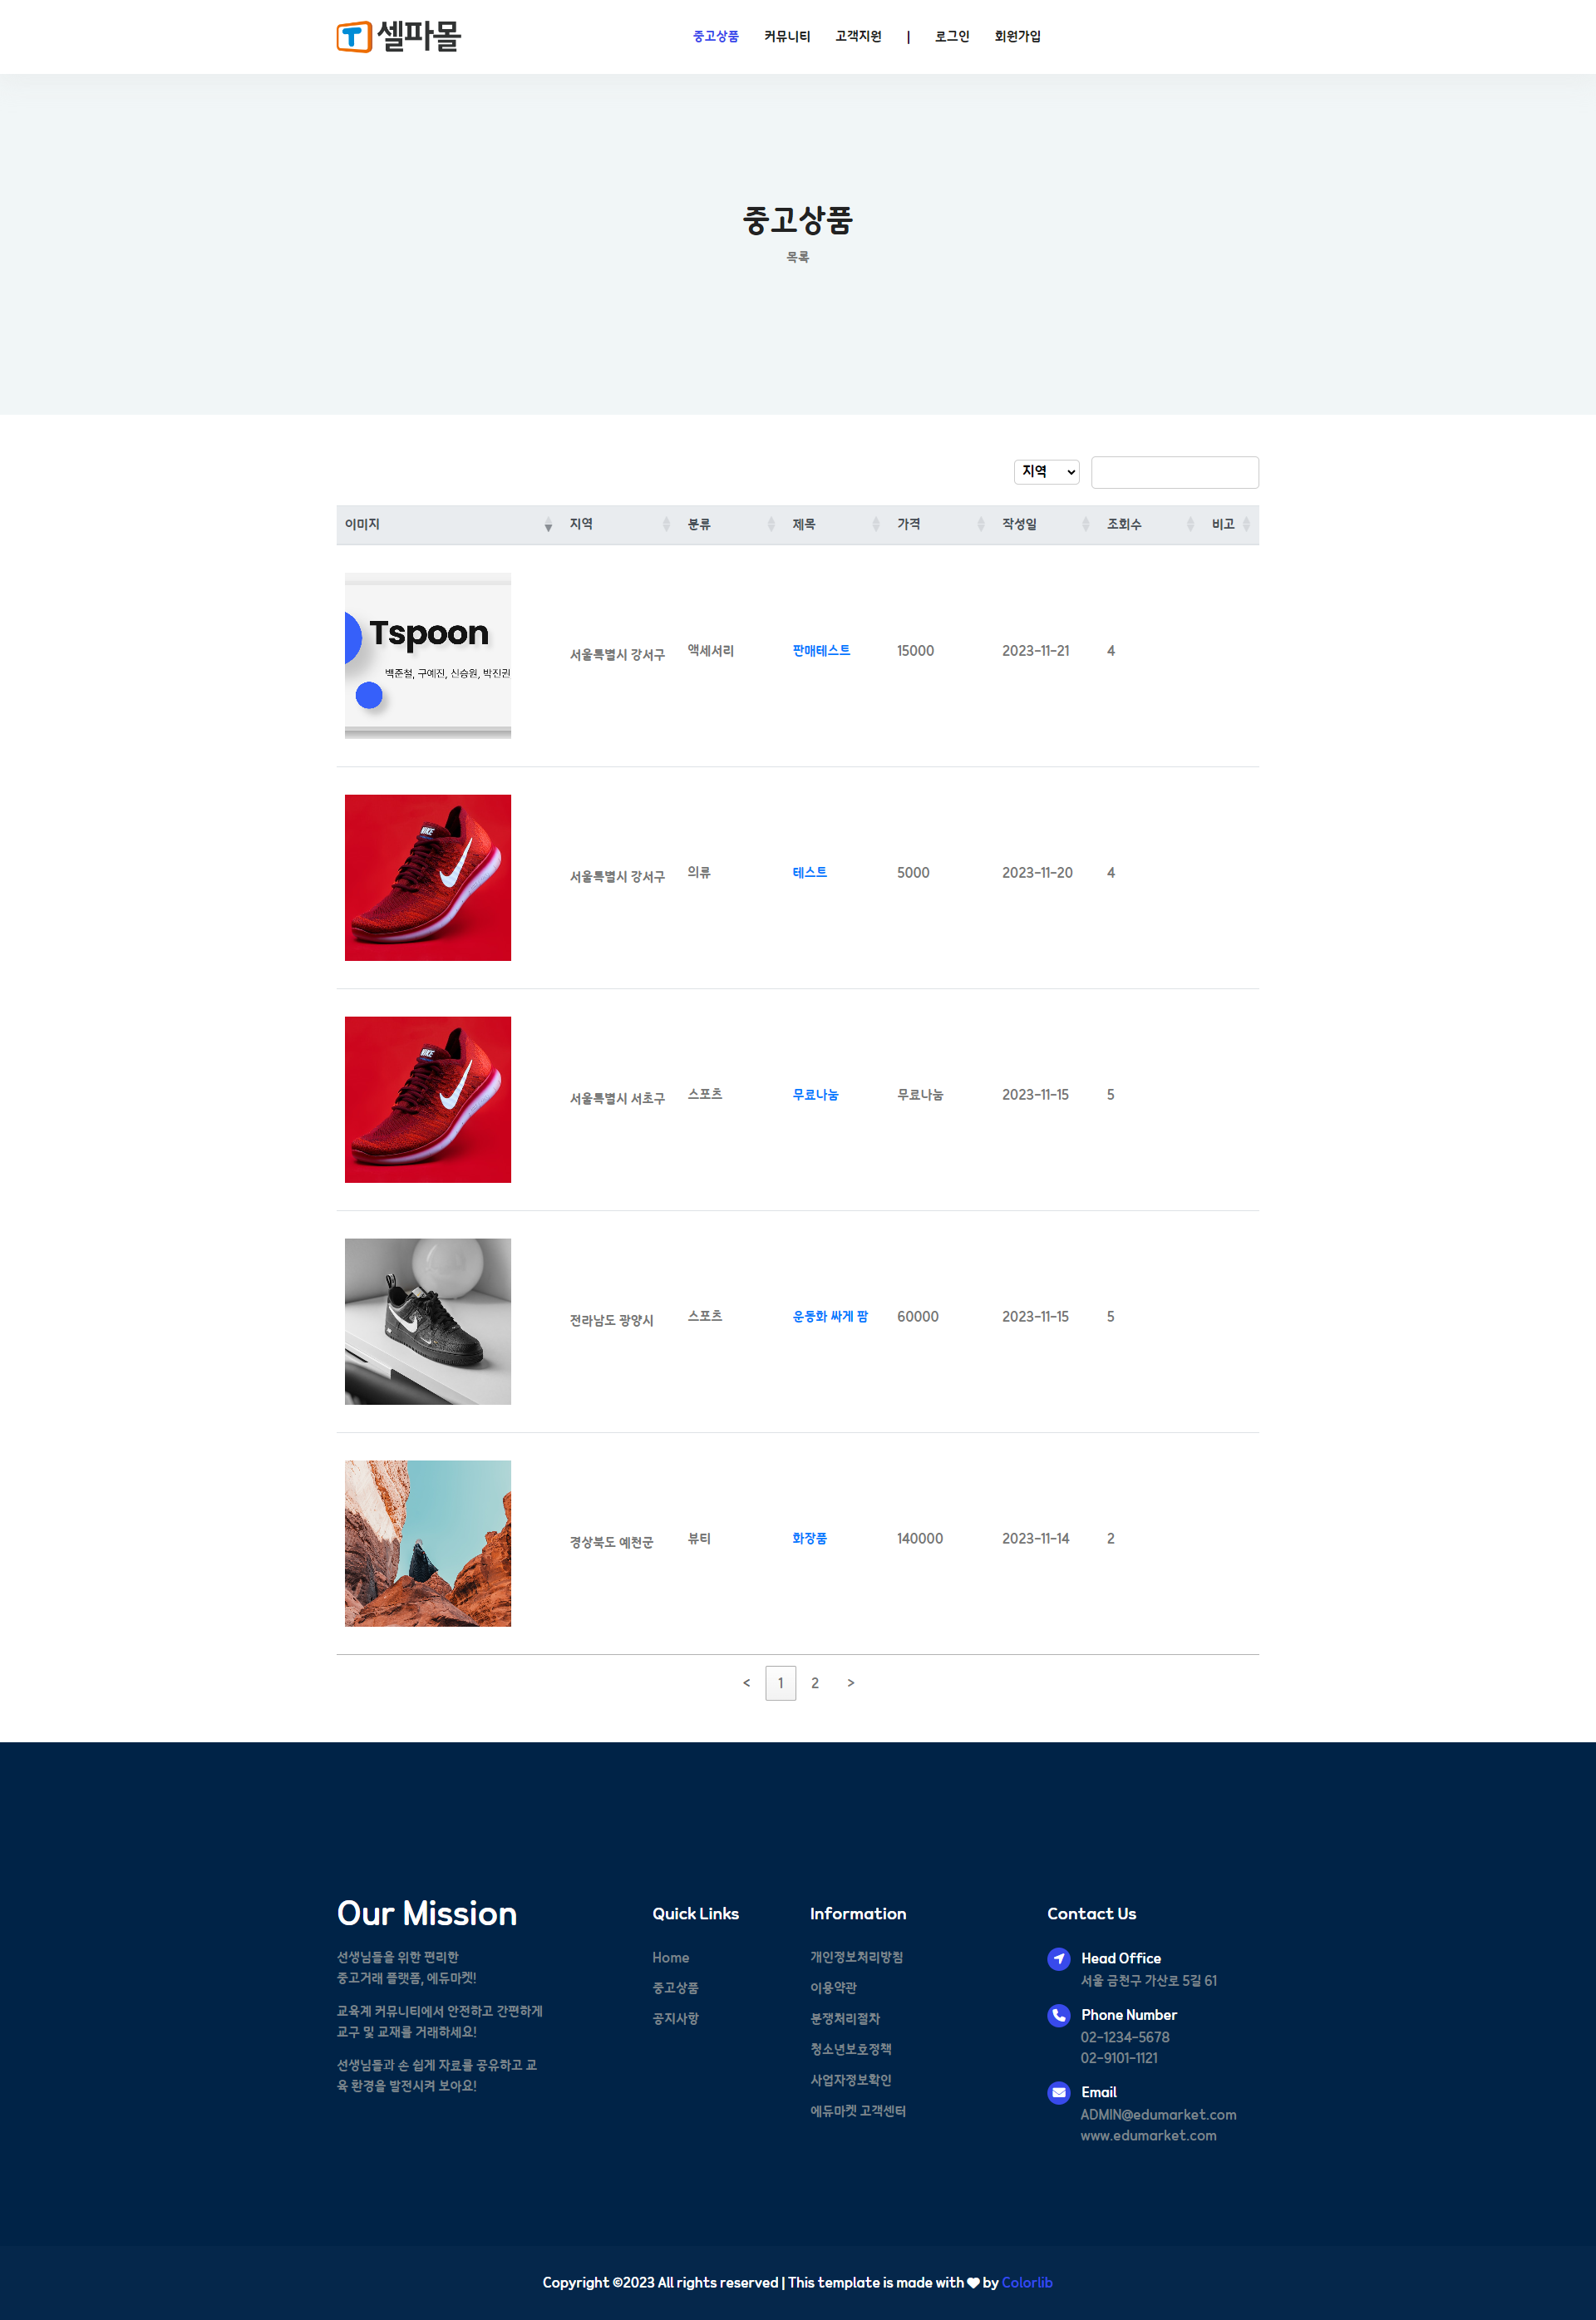 T 셀파몰
중고상품 커뮤니티 고객지원 | 로그인 회원가입
중고상품
목록
지역
이미지 지역 분류 제목 가격 작성일 조회수 비고
Tspoon
백준철, 구예진, 신승원, 박진권
서울특별시 강서구 액세서리 판매테스트 15000 2023-11-21 4
NIKE
서울특별시 강서구 의류 테스트 5000 2023-11-20 4
NIKE
서울특별시 서초구 스포츠 무료나눔 무료나눔 2023-11-15 5
전라남도 광양시 스포츠 운동화 싸게 팜 60000 2023-11-15 5
경상북도 예천군 뷰티 화장품 140000 2023-11-14 2
< 1 2 >
Our Mission
선생님들을 위한 편리한
중고거래 플랫폼, 에듀마켓!
교육계 커뮤니티에서 안전하고 간편하게
교구 및 교재를 거래하세요!
선생님들과 손 쉽게 자료를 공유하고 교
육 환경을 발전시켜 보아요!
Quick Links
Home
중고상품
공지사항
Information
개인정보처리방침
이용약관
분쟁처리절차
청소년보호정책
사업자정보확인
에듀마켓 고객센터
Contact Us
Head Office
서울 금천구 가산로 5길 61
Phone Number
02-1234-5678
02-9101-1121
Email
ADMIN@edumarket.com
www.edumarket.com
Copyright ©2023 All rights reserved | This template is made with ♥ by Colorlib